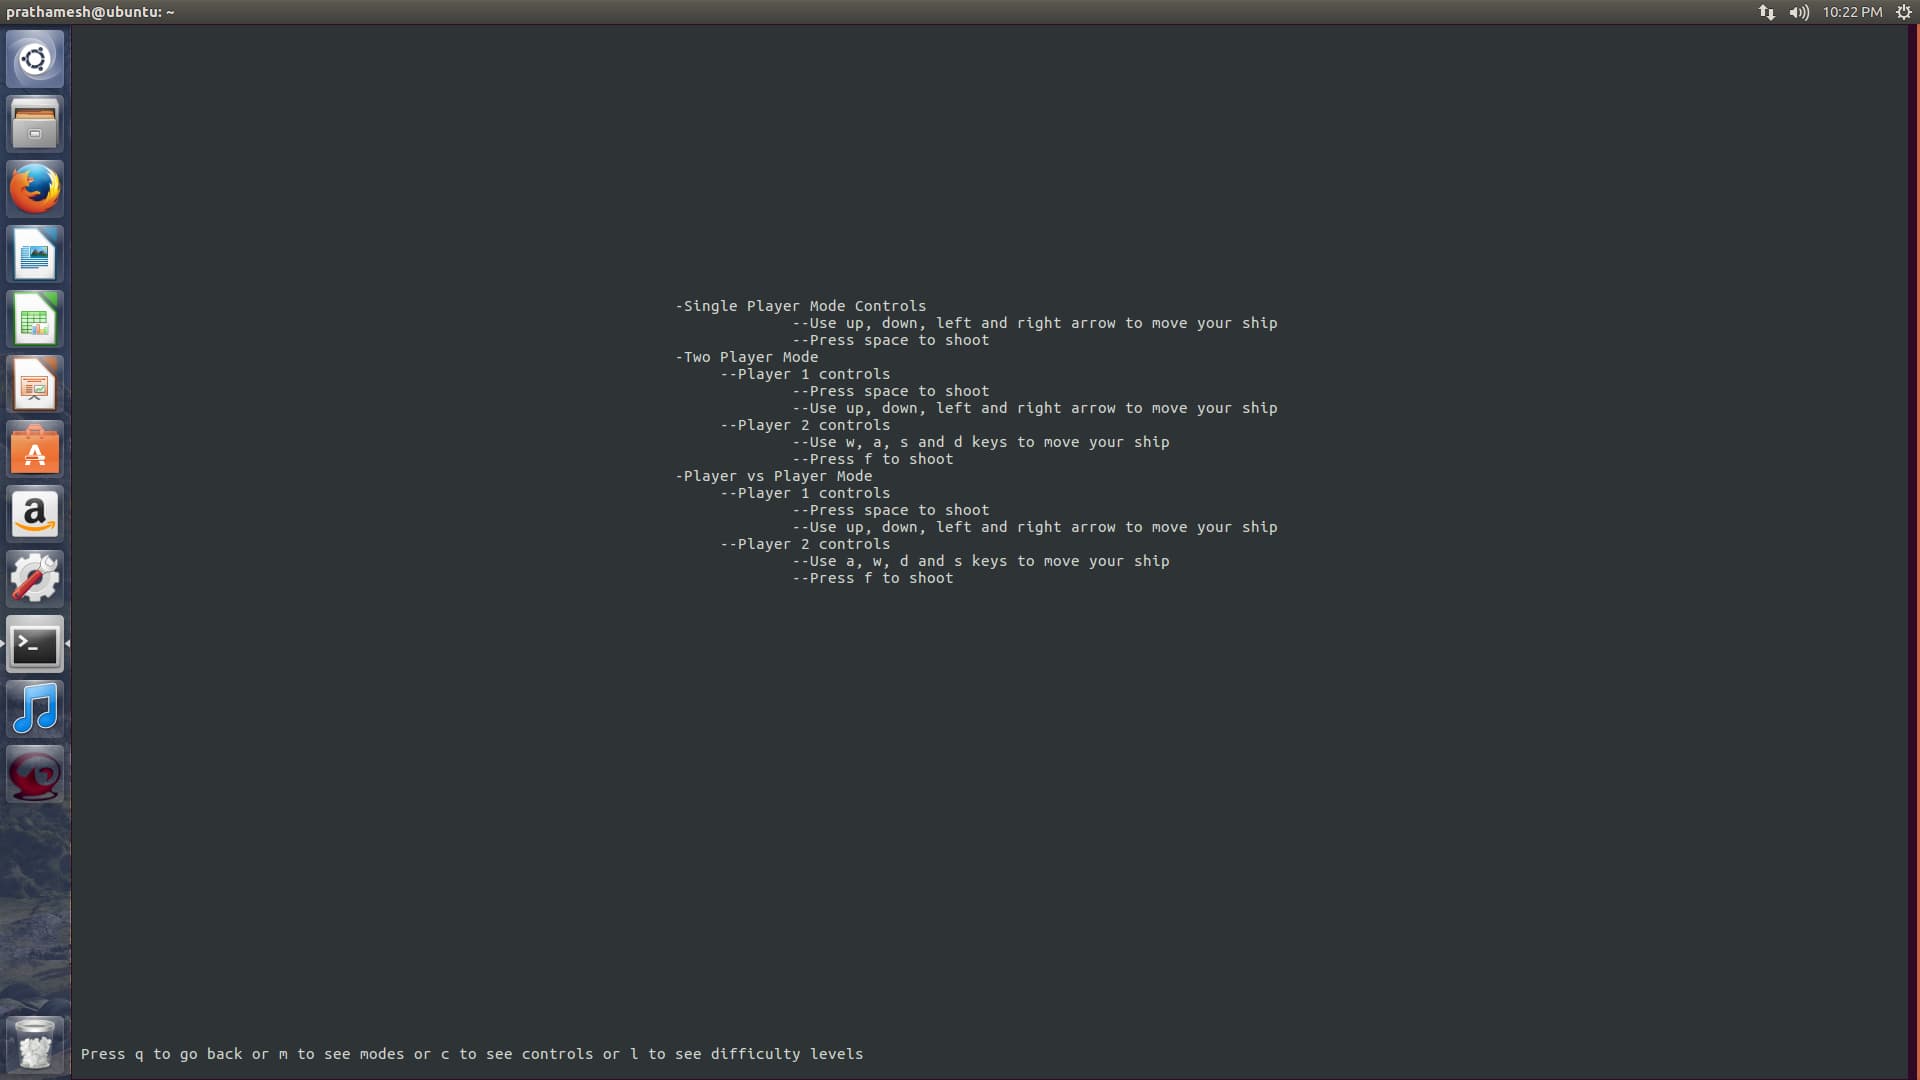 prathamesh@ubuntu: ~
10:22 PM
-Single Player Mode Controls
--Use up, down, left and right arrow to move your ship
--Press space to shoot
-Two Player Mode
--Player 1 controls
--Press space to shoot
--Use up, down, left and right arrow to move your ship
--Player 2 controls
--Use w, a, s and d keys to move your ship
--Press f to shoot
-Player vs Player Mode
--Player 1 controls
--Press space to shoot
--Use up, down, left and right arrow to move your ship
--Player 2 controls
--Use a, w, d and s keys to move your ship
--Press f to shoot
Press q to go back or m to see modes or c to see controls or l to see difficulty levels